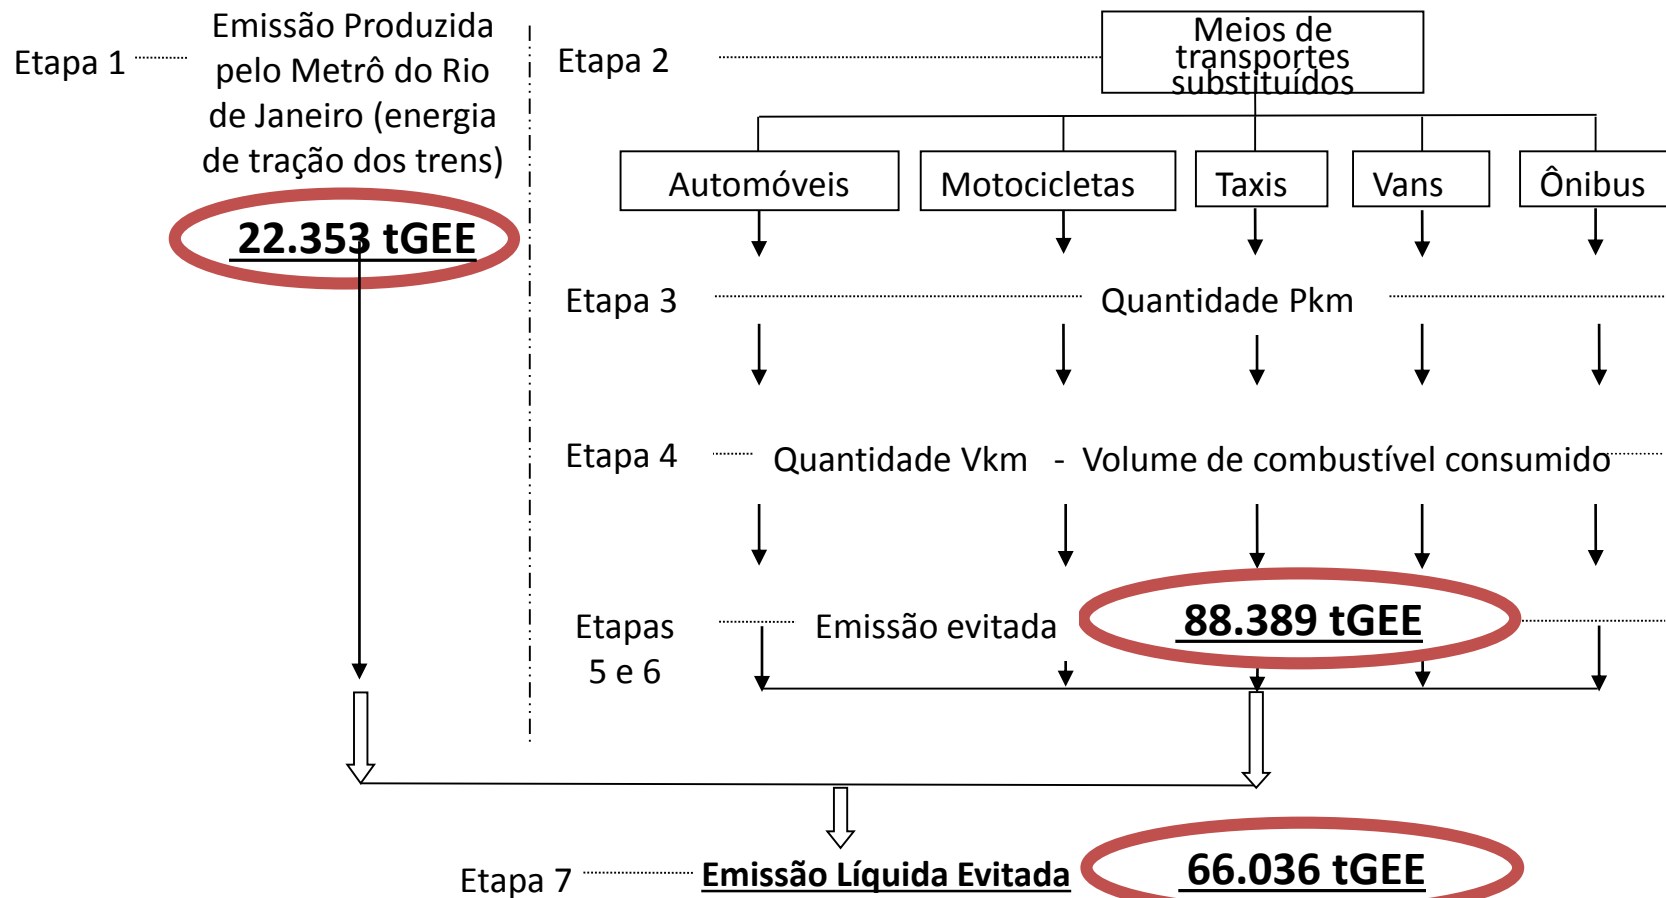 Etapa 1
Emissão Produzida
pelo Metrô do Rio
de Janeiro (energia
de tração dos trens)
22.353 tGEE
Etapa 2
Meios de
transportes
substituídos
Automóveis
Motocicletas
Taxis
Vans
Ônibus
Etapa 3
Quantidade Pkm
Etapa 4
Quantidade Vkm - Volume de combustível consumido
Etapas
5 e 6
Emissão evitada
88.389 tGEE
Etapa 7
Emissão Líquida Evitada
66.036 tGEE